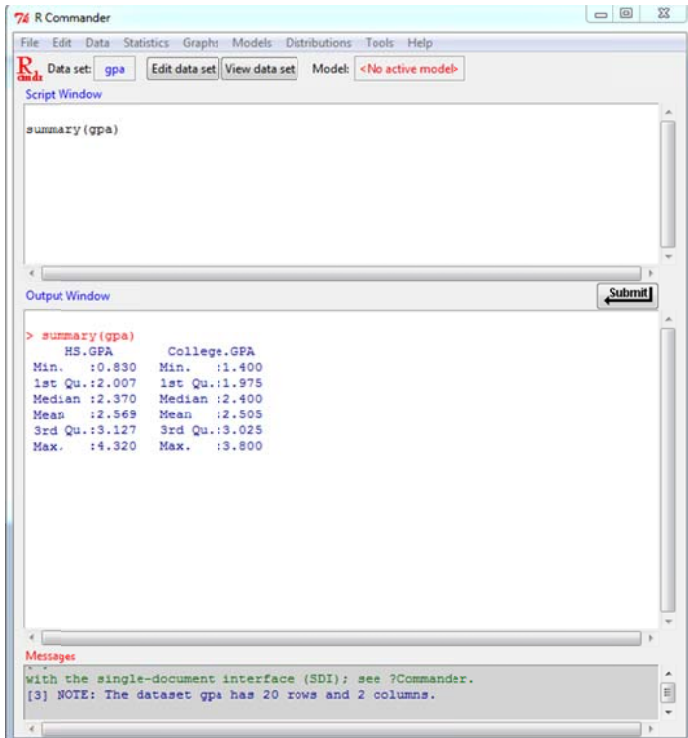 R Commander
File Edit Data Statistics Graphs Models Distributions Tools Help
Rcmdr Data set: gpa Edit data set View data set Model: <No active model>
Script Window
summary(gpa)
Output Window
Submit
> summary(gpa)
HS.GPA College.GPA
Min. :0.830 Min. :1.400
1st Qu.:2.007 1st Qu.:1.975
Median :2.370 Median :2.400
Mean :2.569 Mean :2.505
3rd Qu.:3.127 3rd Qu.:3.025
Max. :4.320 Max. :3.800
Messages
with the single-document interface (SDI); see ?Commander.
[3] NOTE: The dataset gpa has 20 rows and 2 columns.